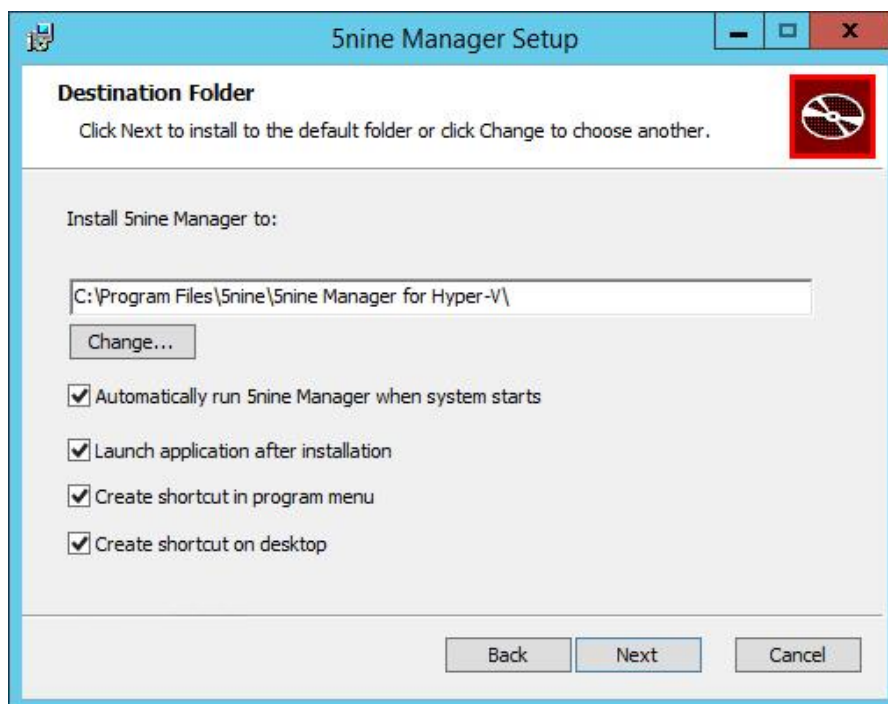 5nine Manager Setup
Destination Folder
Click Next to install to the default folder or click Change to choose another.
Install 5nine Manager to:
C:\Program Files\5nine\5nine Manager for Hyper-V\
Change...
Automatically run 5nine Manager when system starts
Launch application after installation
Create shortcut in program menu
Create shortcut on desktop
Back Next Cancel